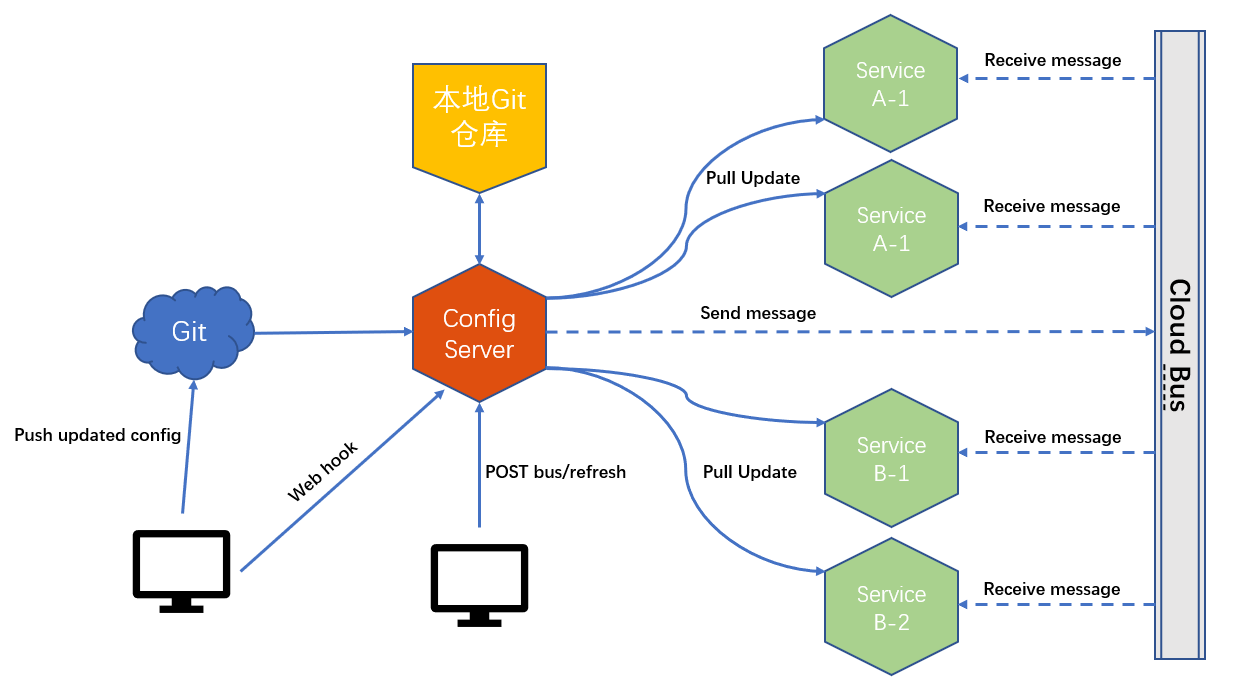 本地Git
仓库
Service
A-1
Receive message
Pull Update
Service
A-1
Receive message
Git
Config
Server
Send message
Cloud Bus
Push updated config
Web hook
POST bus/refresh
Pull Update
Service
B-1
Receive message
Service
B-2
Receive message